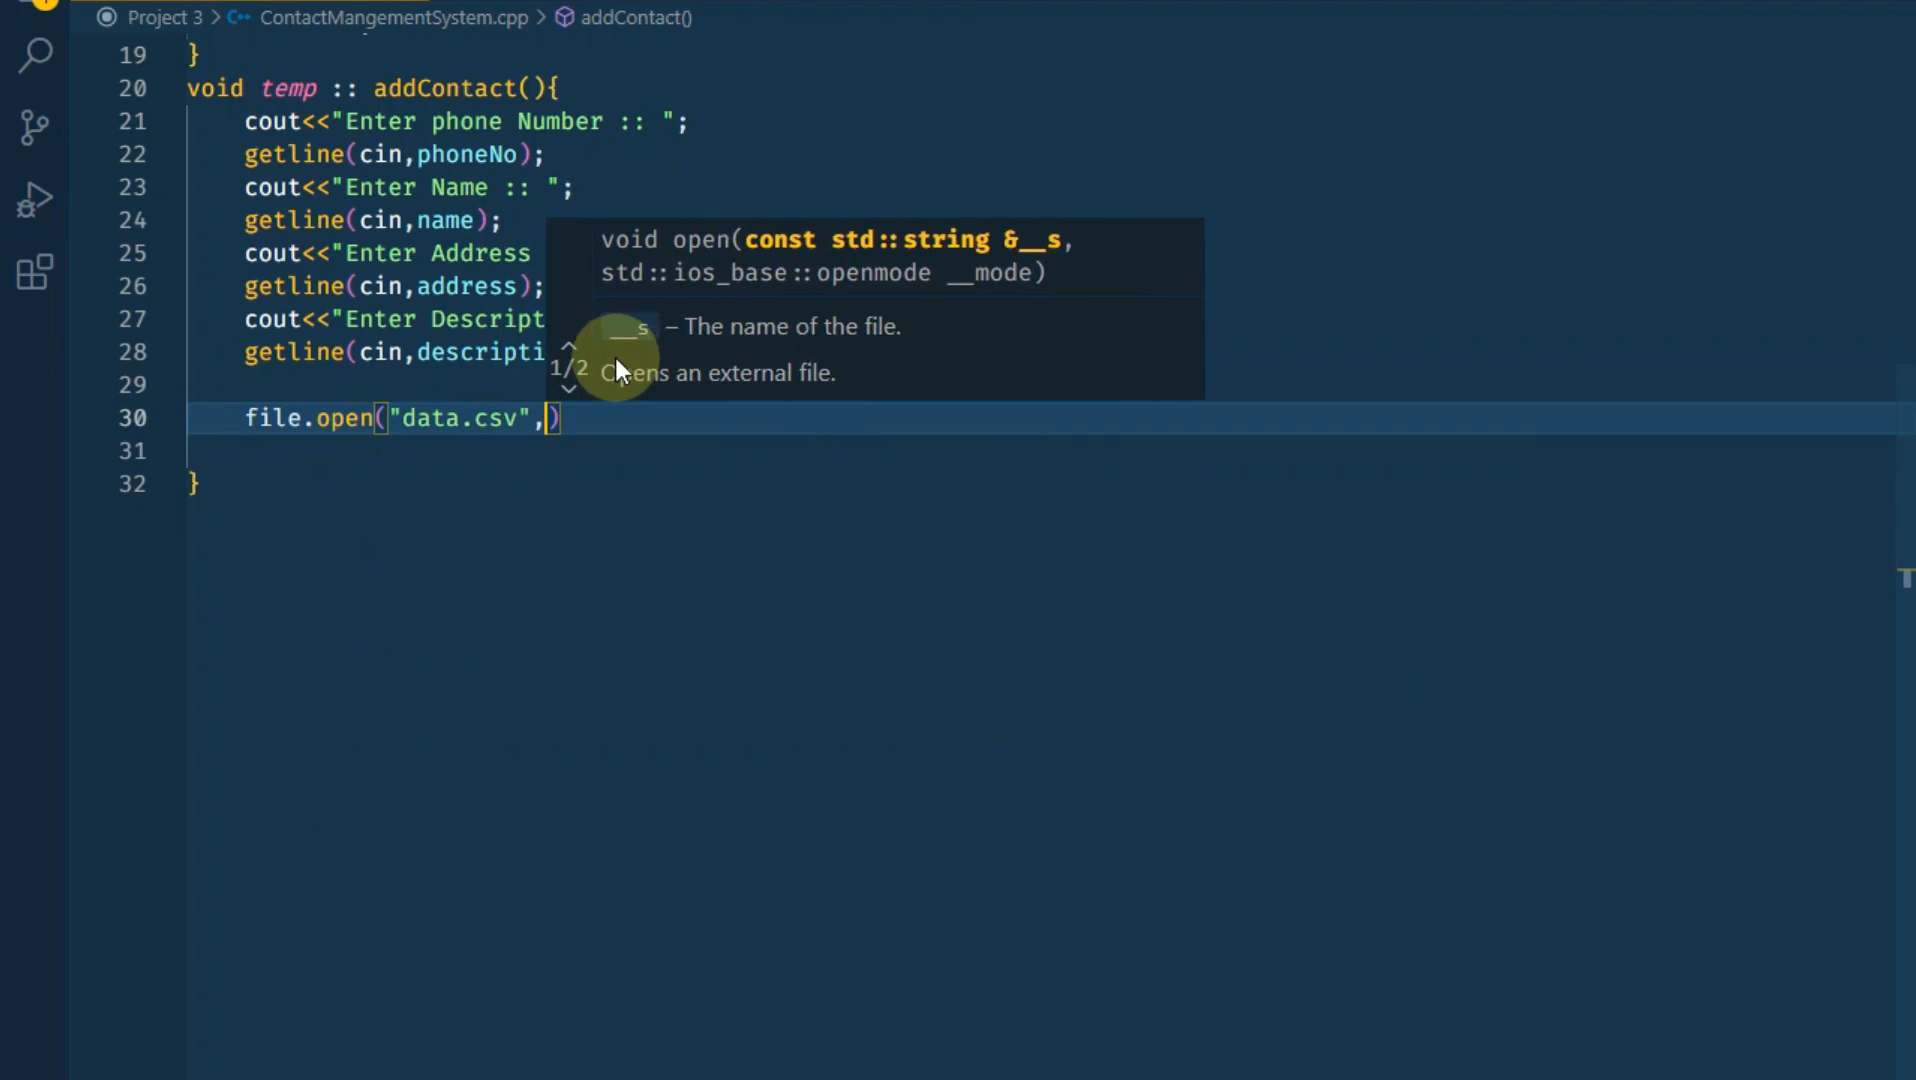 Project 3 > ContactMangementSystem.cpp > addContact()
19 }
20 void temp :: addContact(){
21 cout<<"Enter phone Number :: ";
22 getline(cin,phoneNo);
23 cout<<"Enter Name :: ";
24 getline(cin,name);
25 cout<<"Enter Address
26 getline(cin,address);
27 cout<<"Enter Descript
28 getline(cin,descripti
29
30 file.open("data.csv",)
31
32 }
void open(const std::string &__s,
std::ios_base::openmode __mode)
__s – The name of the file.
1/2 Opens an external file.